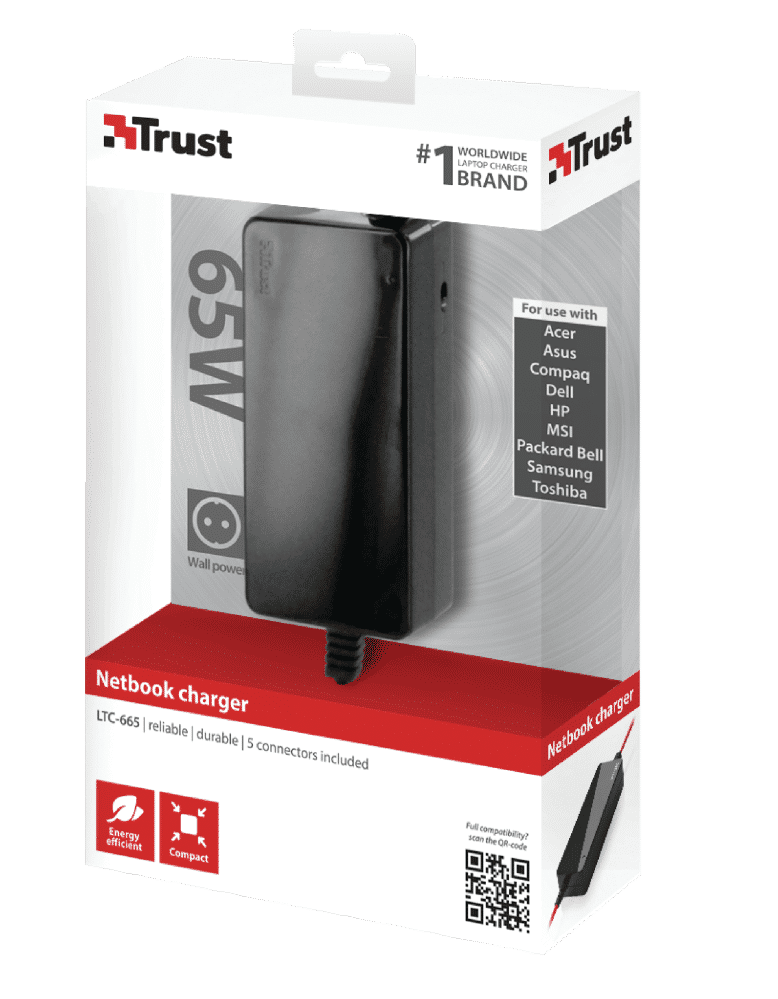 Trust
#1 WORLDWIDE
LAPTOP CHARGER
BRAND
Trust
65W
Trust
For use with
Acer
Asus
Compaq
Dell
HP
MSI
Packard Bell
Samsung
Toshiba
Wall power
Netbook charger
LTC-665 | reliable | durable | 5 connectors included
Netbook charger
Energy
efficient
Compact
Full compatibility?
scan the QR-code